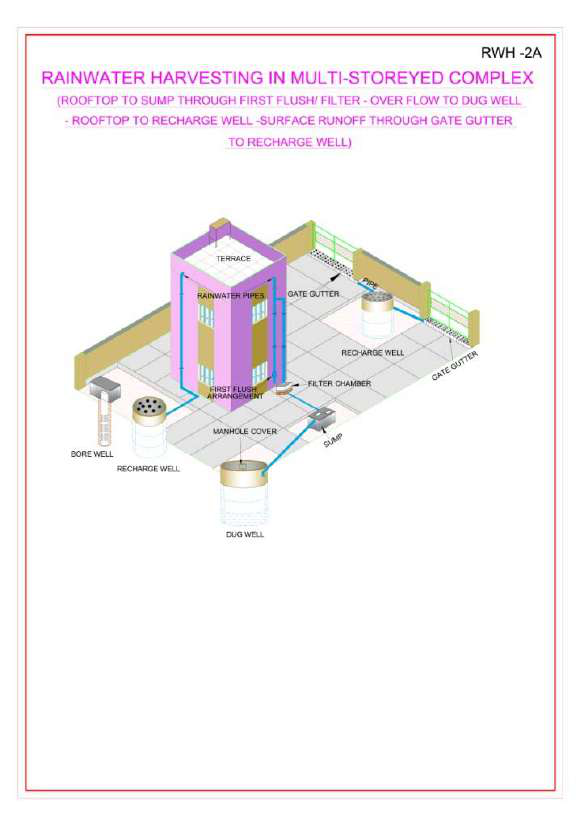 RWH -2A
RAINWATER HARVESTING IN MULTI-STOREYED COMPLEX
(ROOFTOP TO SUMP THROUGH FIRST FLUSH/ FILTER - OVER FLOW TO DUG WELL
- ROOFTOP TO RECHARGE WELL -SURFACE RUNOFF THROUGH GATE GUTTER
TO RECHARGE WELL)
TERRACE
PIPE
RAINWATER PIPES
GATE GUTTER
RECHARGE WELL
GATE GUTTER
FIRST FLUSH
ARRANGEMENT
FILTER CHAMBER
MANHOLE COVER
SUMP
BORE WELL
RECHARGE WELL
DUG WELL